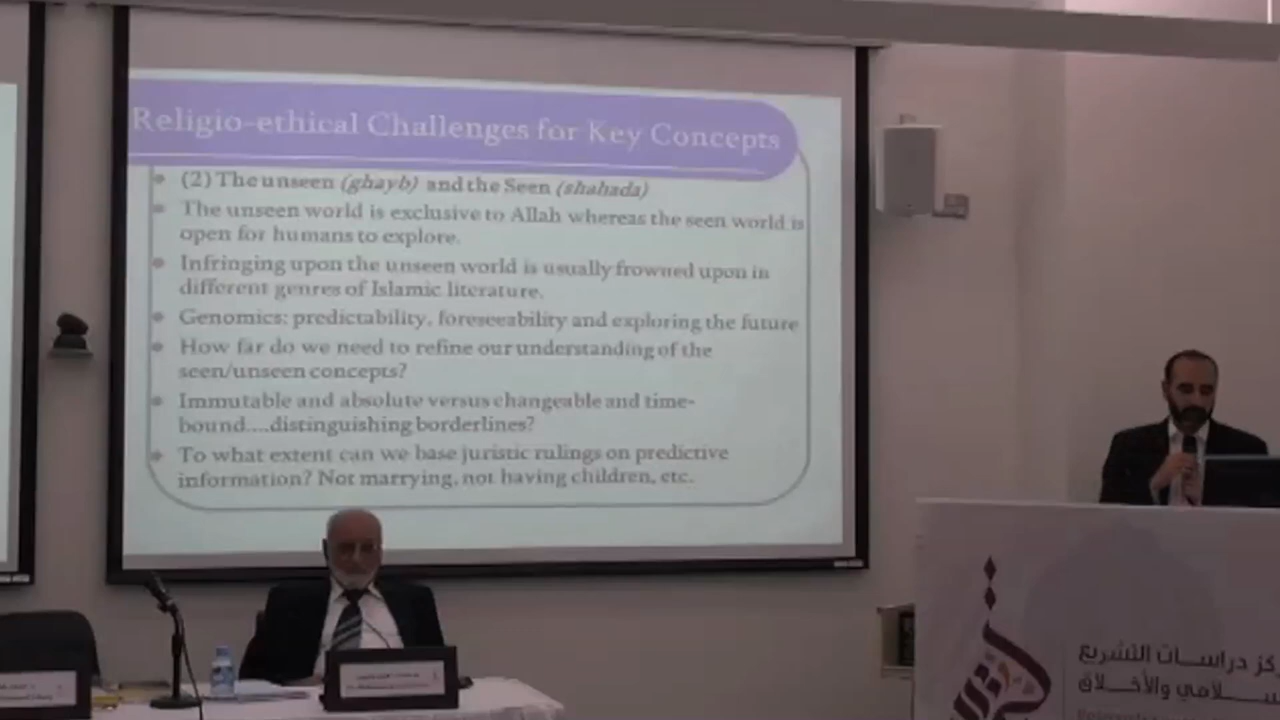 Religio-ethical Challenges for Key Concepts
(2) The unseen (ghayb) and the Seen (shahada)
The unseen world is exclusive to Allah whereas the seen world is
open for humans to explore.
Infringing upon the unseen world is usually frowned upon in
different genres of Islamic literature.
Genomics: predictability, foreseeability and exploring the future
How far do we need to refine our understanding of the
seen/unseen concepts?
Immutable and absolute versus changeable and time-
bound....distinguishing borderlines?
To what extent can we base juristic rulings on predictive
information? Not marrying, not having children, etc.
كز دراسات التشريع
سلامي والأخلاق